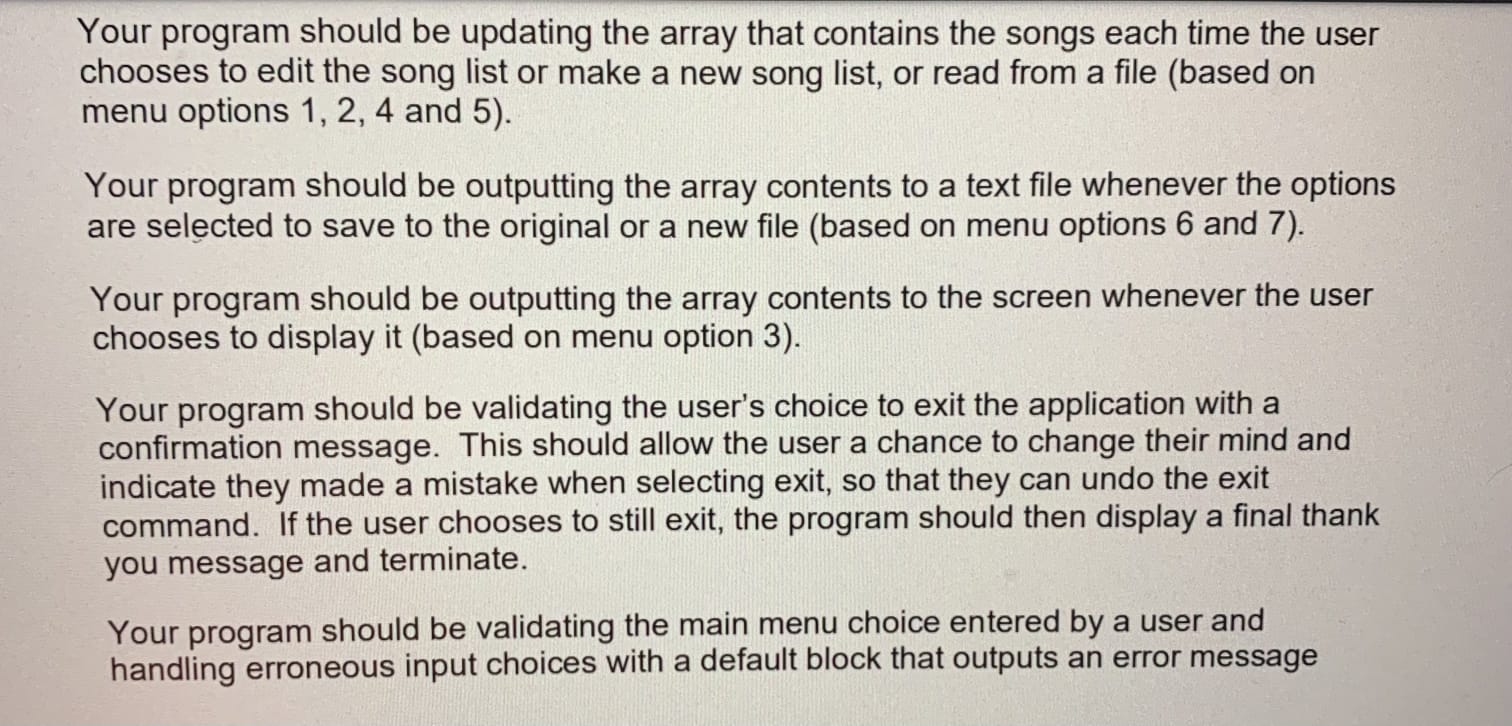 Your program should be updating the array that contains the songs each time the user
chooses to edit the song list or make a new song list, or read from a file (based on
menu options 1, 2, 4 and 5).
Your program should be outputting the array contents to a text file whenever the options
are selected to save to the original or a new file (based on menu options 6 and 7).
Your program should be outputting the array contents to the screen whenever the user
chooses to display it (based on menu option 3).
Your program should be validating the user's choice to exit the application with a
confirmation message.  This should allow the user a chance to change their mind and
indicate they made a mistake when selecting exit, so that they can undo the exit
command.  If the user chooses to still exit, the program should then display a final thank
you message and terminate.
Your program should be validating the main menu choice entered by a user and
handling erroneous input choices with a default block that outputs an error message